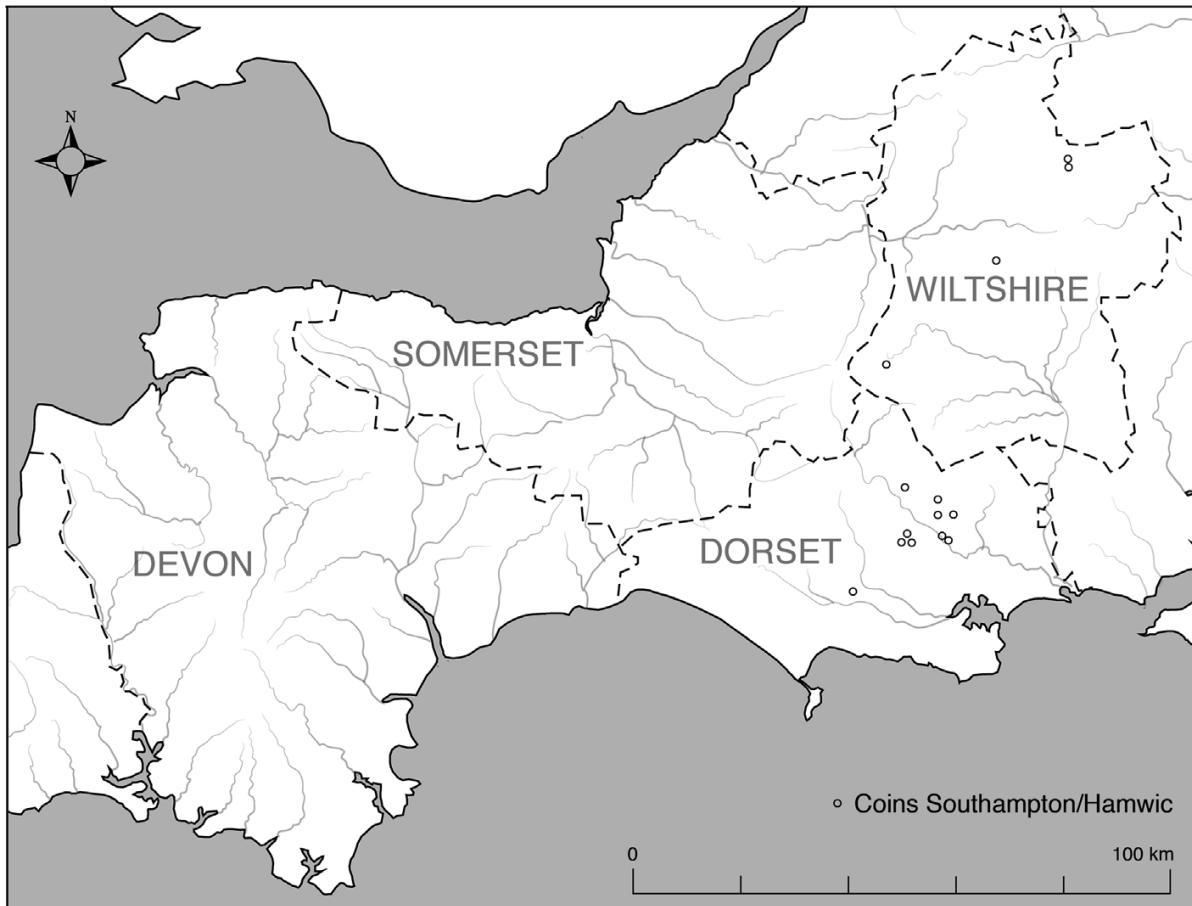 N
WILTSHIRE
SOMERSET
DORSET
DEVON
Coins Southampton/Hamwic
0 100 km